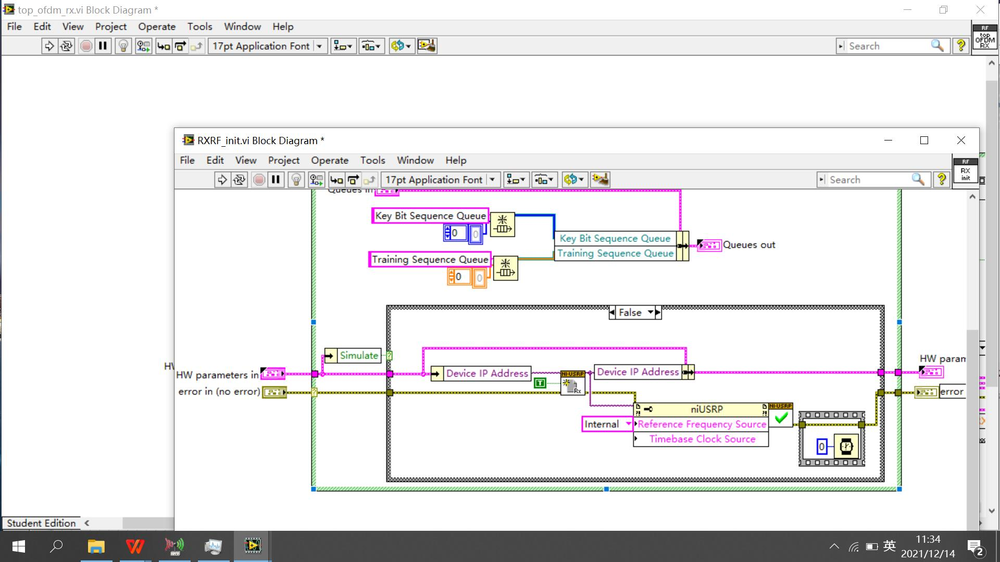 top_ofdm_rx.vi Block Diagram *
File Edit View Project Operate Tools Window Help
17pt Application Font
Search
RF
top
OFDM
RX
RXRF_init.vi Block Diagram *
File Edit View Project Operate Tools Window Help
17pt Application Font
Search
RF
RX
init
Queues in
Key Bit Sequence Queue
0
0
Key Bit Sequence Queue
Training Sequence Queue
Queues out
Training Sequence Queue
0
0
False
Simulate
HW parameters in
Device IP Address
NI-USRP
Rx
T
Device IP Address
HW param
error in (no error)
error
niUSRP
NI-USRP
Internal
Reference Frequency Source
Timebase Clock Source
0
Student Edition
英
11:34
2021/12/14
2